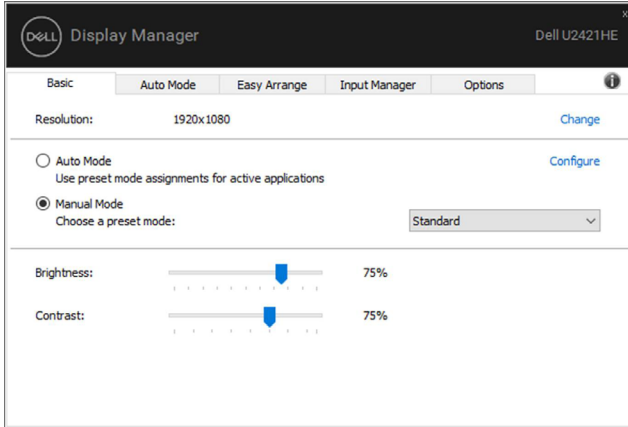 DELL Display Manager
Dell U2421HE
x
Basic
Auto Mode
Easy Arrange
Input Manager
Options
i
Resolution: 1920x1080 Change
Auto Mode Configure
Use preset mode assignments for active applications
Manual Mode
Choose a preset mode: Standard
Brightness: 75%
Contrast: 75%